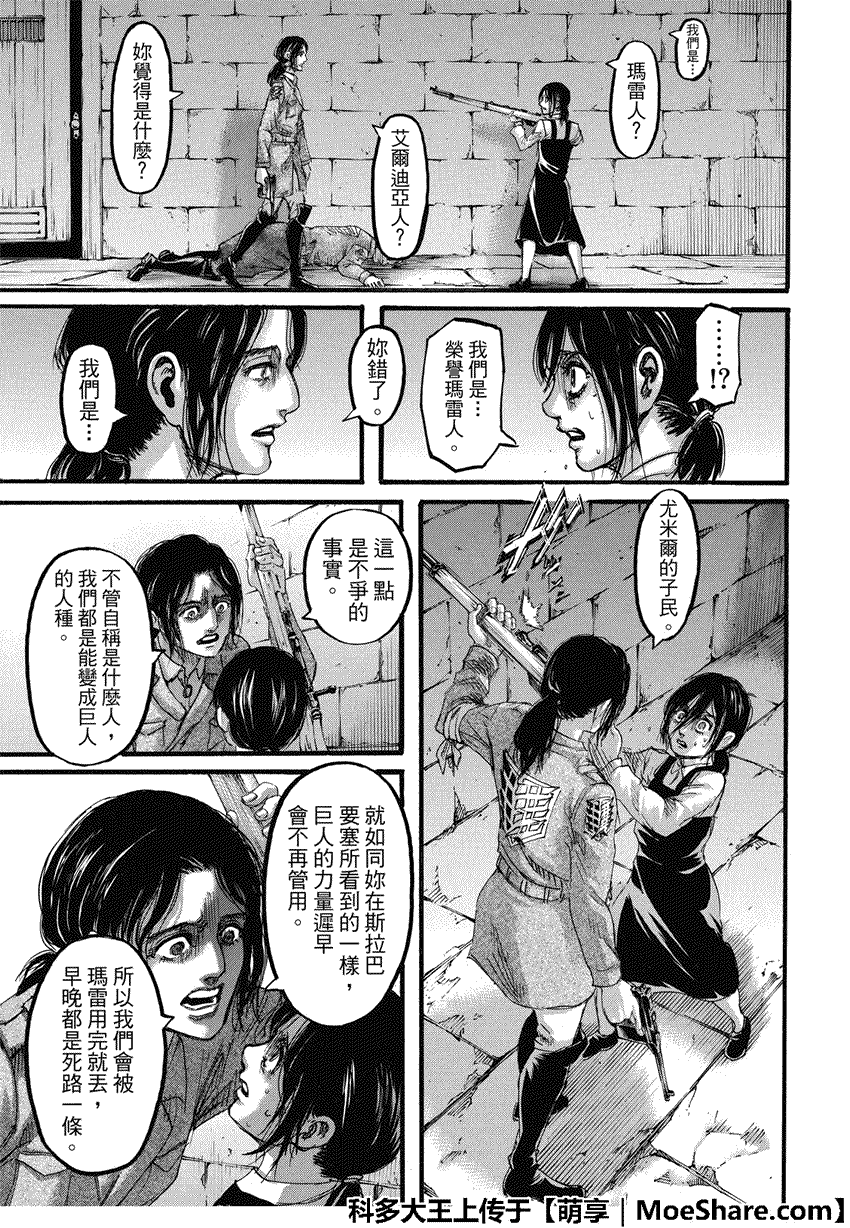 我們是…
瑪雷人？
艾爾迪亞人？
妳覺得是什麼？
……!?
我們是…
榮譽瑪雷人。
妳錯了。
我們是…
尤米爾的子民。
這一點
是不爭的
事實。
不管自稱是什麼人，
我們都是能變成巨人
的人種。
就如同妳在斯拉巴
要塞所看到的一樣，
巨人的力量遲早
會不再管用。
所以我們會被
瑪雷用完就丟，
早晚都是死路一條。
科多大王上传于【萌享｜MoeShare.com】